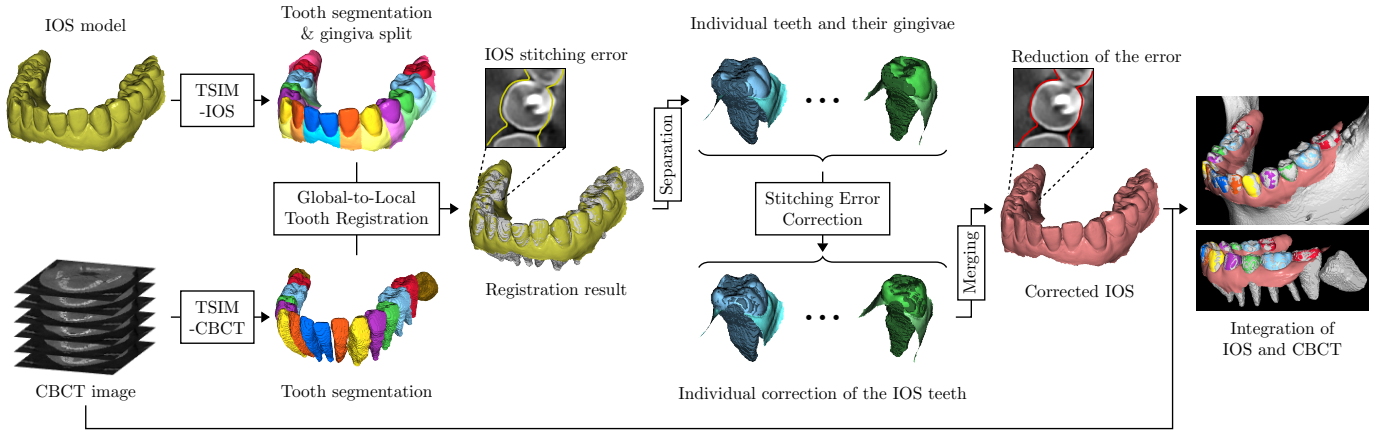 IOS model
TSIM
-IOS
Tooth segmentation
& gingiva split
Global-to-Local
Tooth Registration
CBCT image
TSIM
-CBCT
Tooth segmentation
IOS stitching error
Registration result
Separation
Individual teeth and their gingivae
Stitching Error
Correction
Individual correction of the IOS teeth
Merging
Reduction of the error
Corrected IOS
Integration of
IOS and CBCT